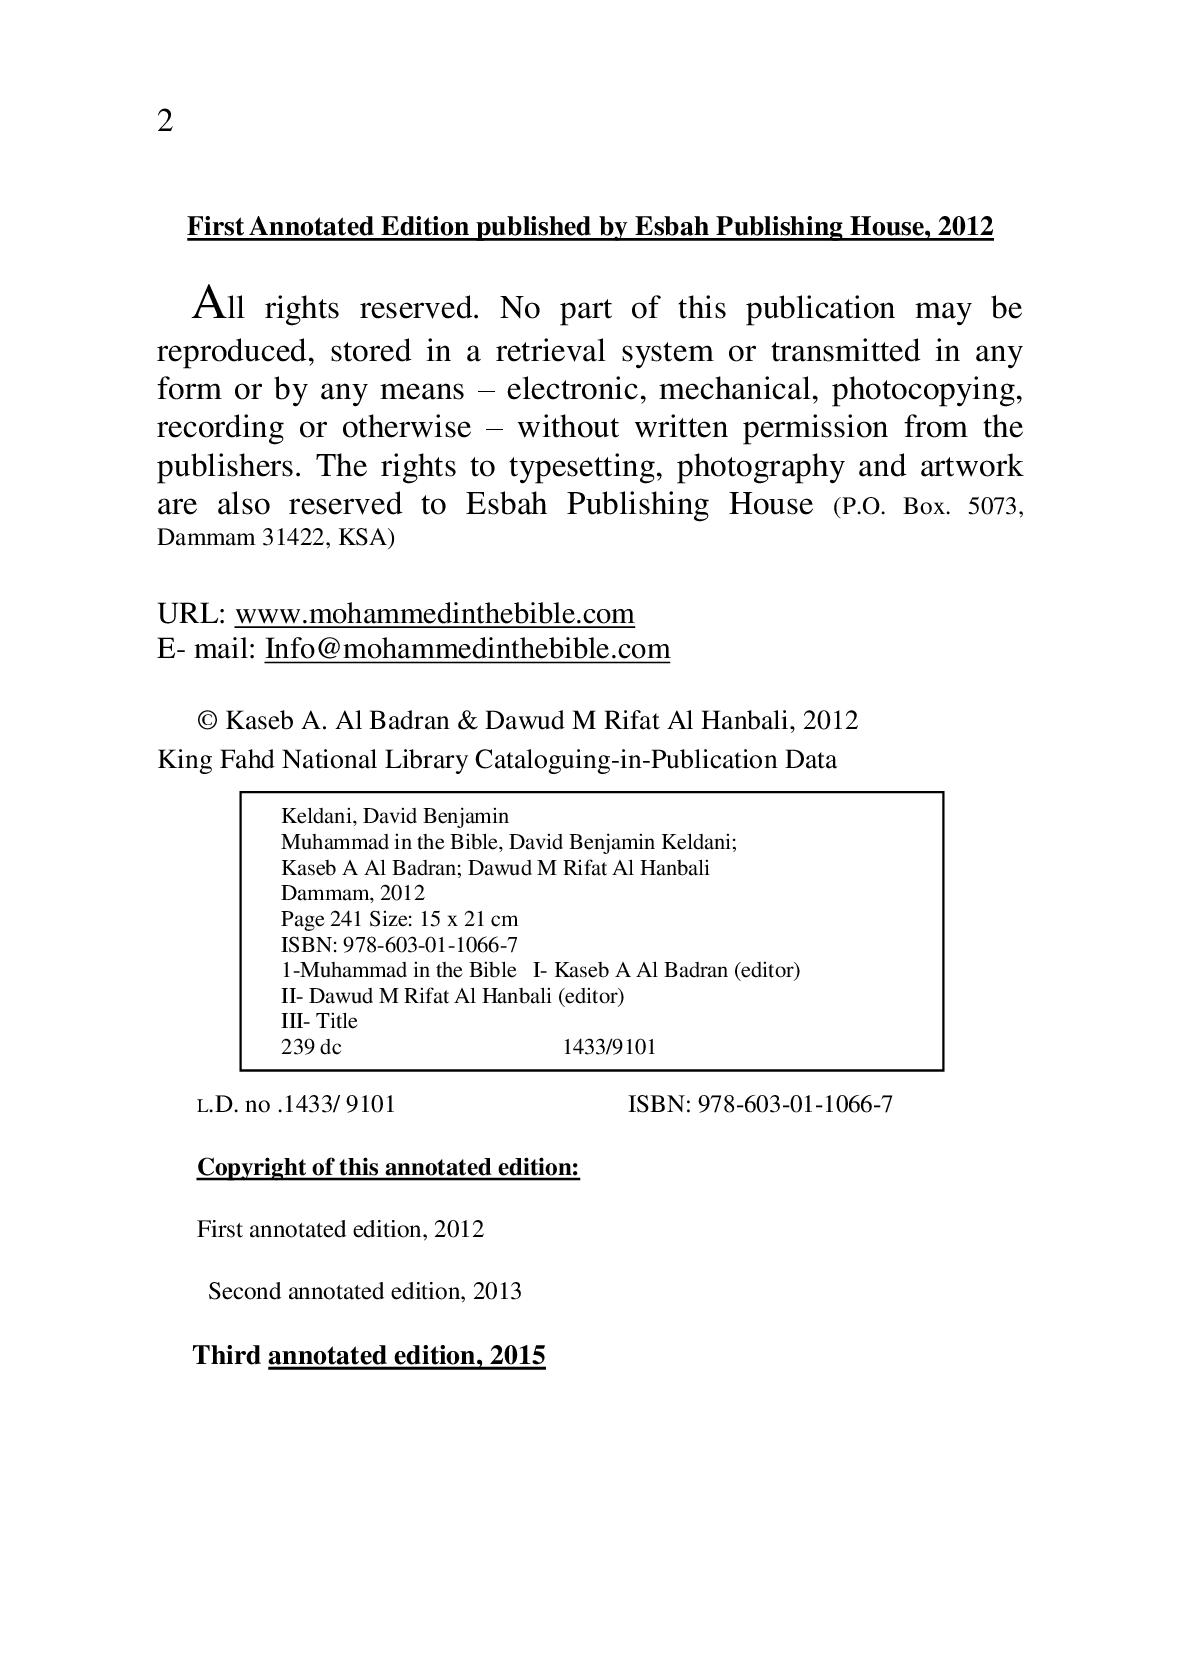 2
First Annotated Edition published by Esbah Publishing House, 2012
All rights reserved. No part of this publication may be
reproduced, stored in a retrieval system or transmitted in any
form or by any means – electronic, mechanical, photocopying,
recording or otherwise – without written permission from the
publishers. The rights to typesetting, photography and artwork
are also reserved to Esbah Publishing House (P.O. Box. 5073,
Dammam 31422, KSA)
URL: www.mohammedinthebible.com
E- mail: Info@mohammedinthebible.com
© Kaseb A. Al Badran & Dawud M Rifat Al Hanbali, 2012
King Fahd National Library Cataloguing-in-Publication Data
Keldani, David Benjamin
Muhammad in the Bible, David Benjamin Keldani;
Kaseb A Al Badran; Dawud M Rifat Al Hanbali
Dammam, 2012
Page 241 Size: 15 x 21 cm
ISBN: 978-603-01-1066-7
1-Muhammad in the Bible I- Kaseb A Al Badran (editor)
II- Dawud M Rifat Al Hanbali (editor)
III- Title
239 dc 1433/9101
L.D. no .1433/ 9101 ISBN: 978-603-01-1066-7
Copyright of this annotated edition:
First annotated edition, 2012
Second annotated edition, 2013
Third annotated edition, 2015